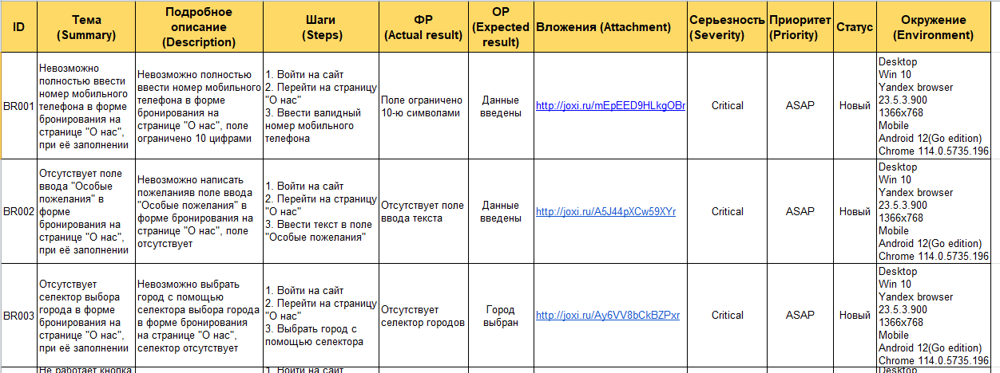 ID
Тема
(Summary)
Подробное
описание
(Description)
Шаги
(Steps)
ФР
(Actual result)
ОР
(Expected
result)
Вложения (Attachment)
Серьезность
(Severity)
Приоритет
(Priority)
Статус
Окружение
(Environment)
BR001
Невозможно
полностью ввести
номер мобильного
телефона в форме
бронирования на
странице "О нас",
при её заполнении
Невозможно полностью
ввести номер мобильного
телефона в форме
бронирования на
странице "О нас", поле
ограничено 10 цифрами
1. Войти на сайт
2. Перейти на страницу
"О нас"
3. Ввести валидный
номер мобильного
телефона
Поле ограничено
10-ю символами
Данные
введены
http://joxi.ru/mEpEED9HLkgOBr
Critical
ASAP
Новый
Desktop
Win 10
Yandex browser
23.5.3.900
1366x768
Mobile
Android 12(Go edition)
Chrome 114.0.5735.196
BR002
Отсутствует поле
ввода "Особые
пожелания" в
форме
бронирования на
странице "О нас",
при её заполнении
Невозможно написать
пожеланияв поле ввода
"Особые пожелания" в
форме бронирования на
странице "О нас", поле
отсутствует
1. Войти на сайт
2. Перейти на страницу
"О нас"
3. Ввести текст в поле
"Особые пожелания"
Отсутствует поле
ввода текста
Данные
введены
http://joxi.ru/A5J44pXCw59XYr
Critical
ASAP
Новый
Desktop
Win 10
Yandex browser
23.5.3.900
1366x768
Mobile
Android 12(Go edition)
Chrome 114.0.5735.196
BR003
Отсутствует
селектор выбора
города в форме
бронирования на
странице "О нас",
при её заполнении
Невозможно выбрать
город с помощью
селектора выбора города
в форме бронирования
на странице "О нас",
селектор отсутствует
1. Войти на сайт
2. Перейти на страницу
"О нас"
3. Выбрать город с
помощью селектора
Отсутствует
селектор городов
Город
выбран
http://joxi.ru/Ay6VV8bCkBZPxr
Critical
ASAP
Новый
Desktop
Win 10
Yandex browser
23.5.3.900
1366x768
Mobile
Android 12(Go edition)
Chrome 114.0.5735.196
Не работает кнопка
1. Войти на сайт
Desktop